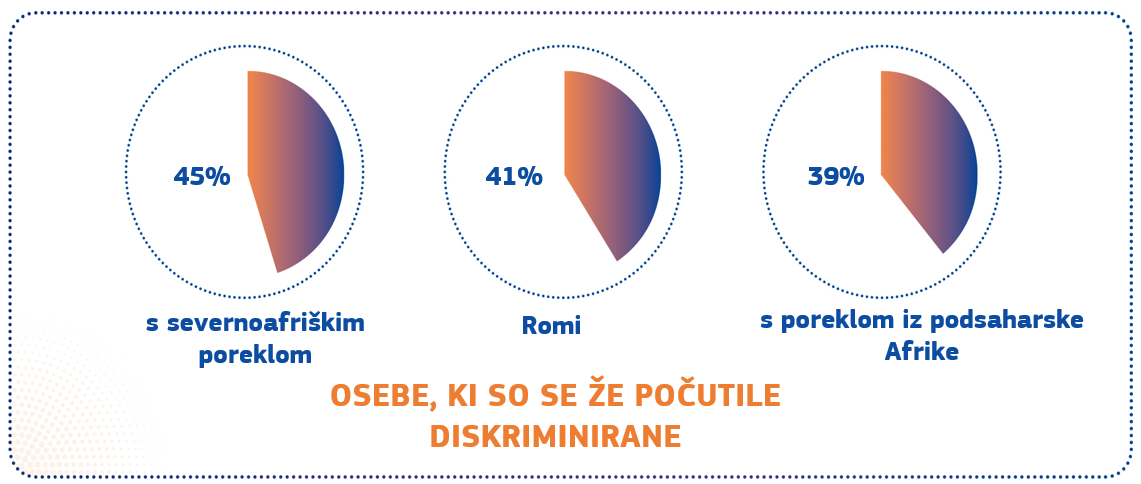 45%
s severnoafriškim
poreklom
41%
Romi
39%
s poreklom iz podsaharske
Afrike
OSEBE, KI SO SE ŽE POČUTILE
DISKRIMINIRANE